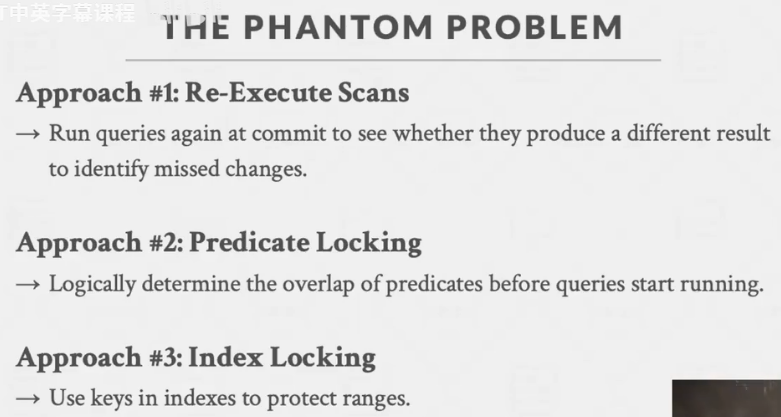 中英字幕课程
THE PHANTOM PROBLEM
Approach #1: Re-Execute Scans
→ Run queries again at commit to see whether they produce a different result
to identify missed changes.
Approach #2: Predicate Locking
→ Logically determine the overlap of predicates before queries start running.
Approach #3: Index Locking
→ Use keys in indexes to protect ranges.